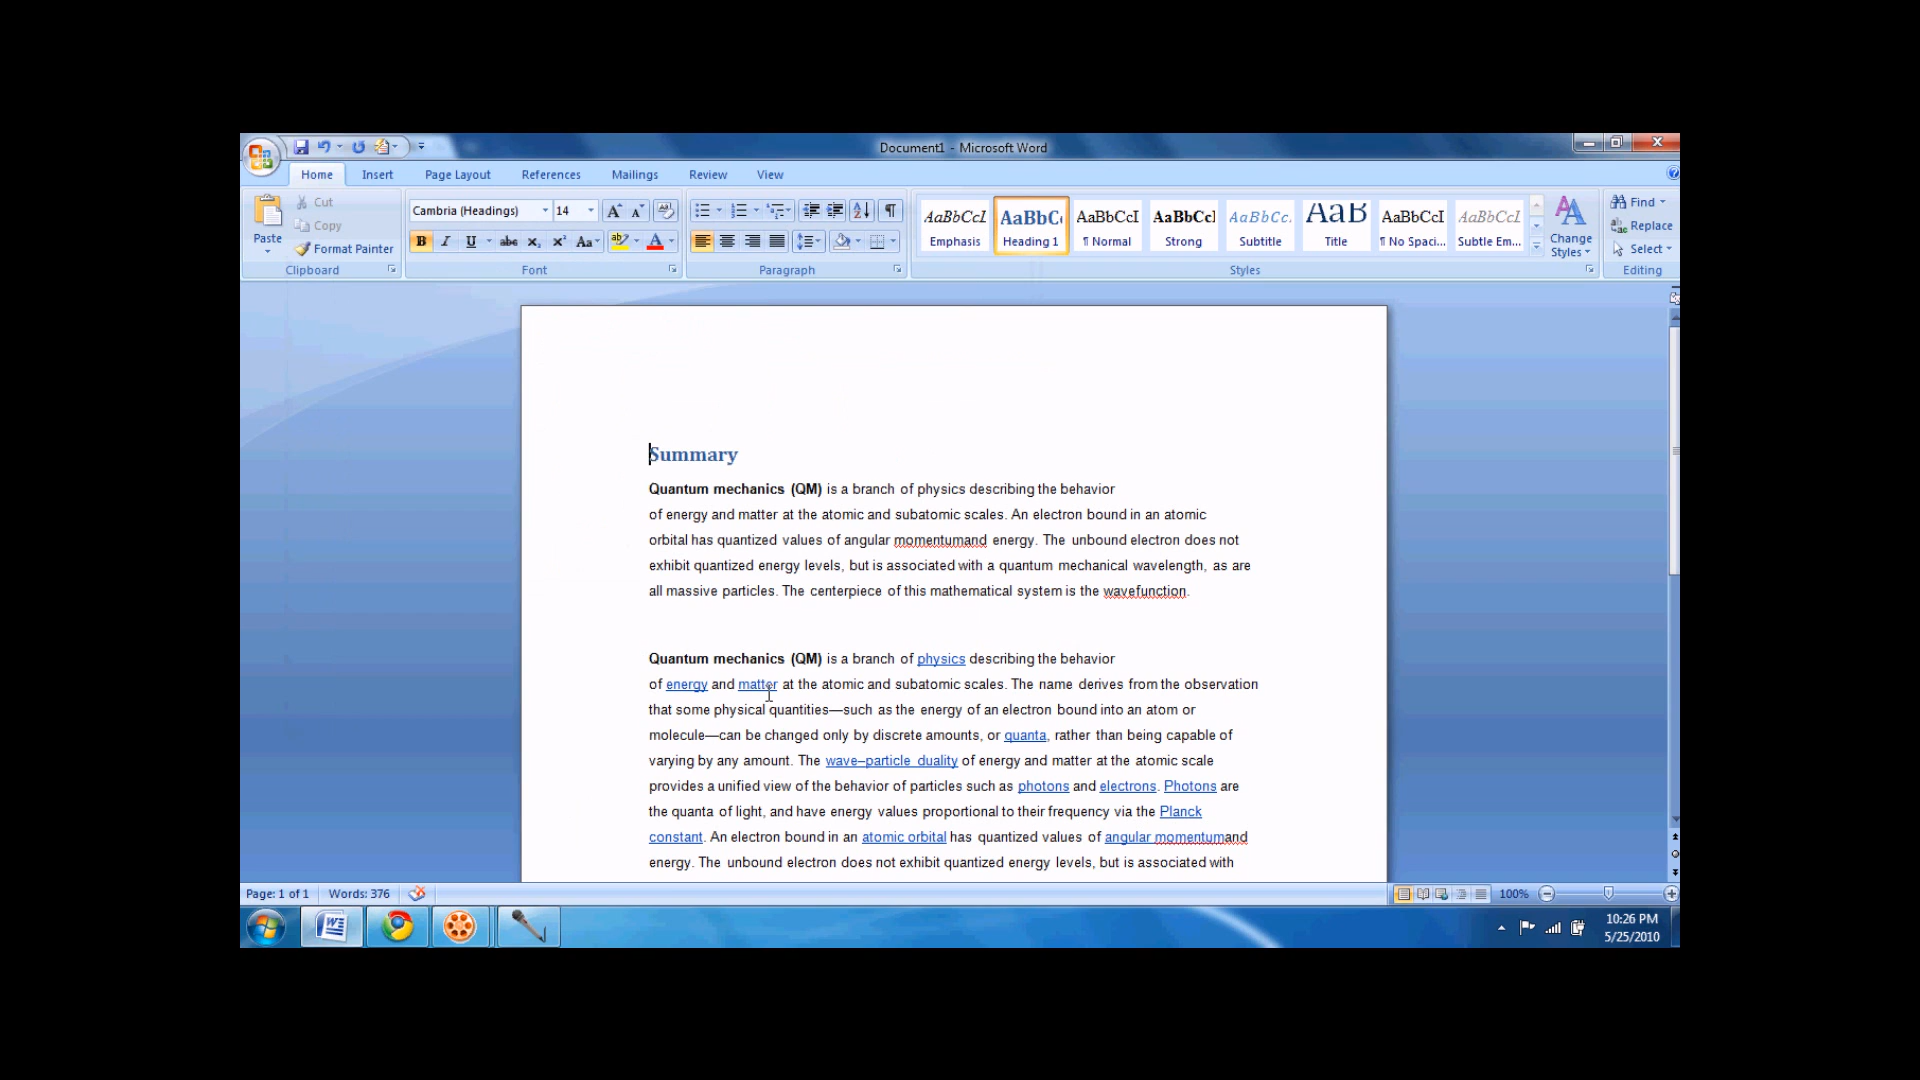 Document1 - Microsoft Word
Home Insert Page Layout References Mailings Review View
Paste
Cut
Copy
Format Painter
Clipboard
Cambria (Headings) 14
Font
Paragraph
AaBbCcI AaBbC AaBbCcI AaBbCcI AaBbCc. AaB AaBbCcI AaBbCcI
Emphasis Heading 1 ¶ Normal Strong Subtitle Title ¶ No Spaci... Subtle Em...
Change Styles
Styles
Find
Replace
Select
Editing
Summary
Quantum mechanics (QM) is a branch of physics describing the behavior
of energy and matter at the atomic and subatomic scales. An electron bound in an atomic
orbital has quantized values of angular momentumand energy. The unbound electron does not
exhibit quantized energy levels, but is associated with a quantum mechanical wavelength, as are
all massive particles. The centerpiece of this mathematical system is the wavefunction.
Quantum mechanics (QM) is a branch of physics describing the behavior
of energy and matter at the atomic and subatomic scales. The name derives from the observation
that some physical quantities—such as the energy of an electron bound into an atom or
molecule—can be changed only by discrete amounts, or quanta, rather than being capable of
varying by any amount. The wave–particle duality of energy and matter at the atomic scale
provides a unified view of the behavior of particles such as photons and electrons. Photons are
the quanta of light, and have energy values proportional to their frequency via the Planck
constant. An electron bound in an atomic orbital has quantized values of angular momentumand
energy. The unbound electron does not exhibit quantized energy levels, but is associated with
Page: 1 of 1 Words: 376 100%
10:26 PM
5/25/2010